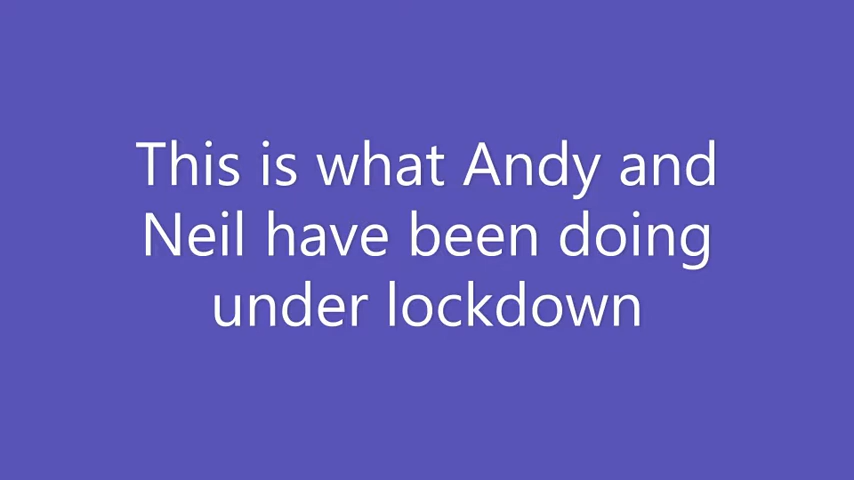 This is what Andy and
Neil have been doing
under lockdown